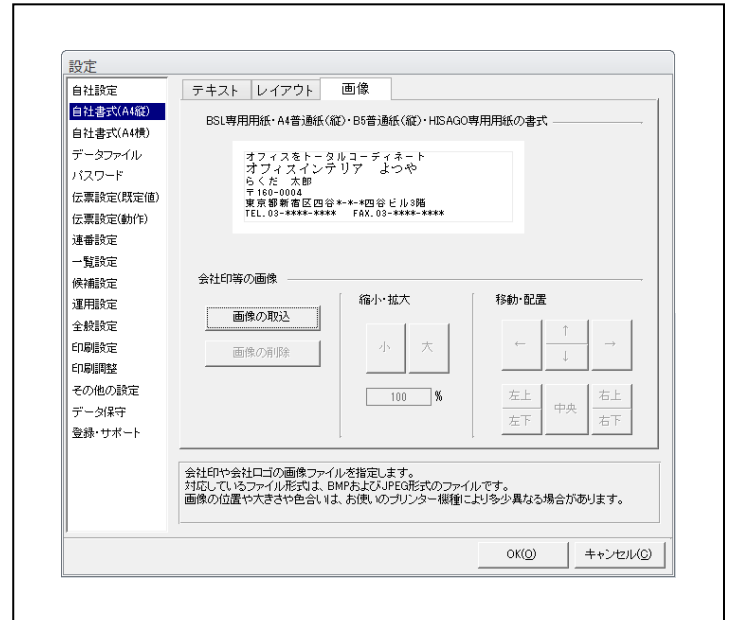 設定
自社設定
自社書式(A4縦)
自社書式(A4横)
データファイル
パスワード
伝票設定(既定値)
伝票設定(動作)
連番設定
一覧設定
候補設定
運用設定
全般設定
印刷設定
印刷調整
その他の設定
データ保守
登録・サポート
テキスト レイアウト 画像
BSL専用用紙・A4普通紙(縦)・B5普通紙(縦)・HISAGO専用用紙の書式
オフィスをトータルコーディネート
オフィスインテリア よつや
らくだ 太郎
〒160-0004
東京都新宿区四谷*-*-*四谷ビル3階
TEL.03-****-**** FAX.03-****-****
会社印等の画像
画像の取込
画像の削除
縮小・拡大
小 大
100 %
移動・配置
← ↑ ↓ →
左上 中央 右上
左下 右下
会社印や会社ロゴの画像ファイルを指定します。
対応しているファイル形式は、BMPおよびJPEG形式のファイルです。
画像の位置や大きさや色合いは、お使いのプリンター機種により多少異なる場合があります。
OK(O) キャンセル(C)